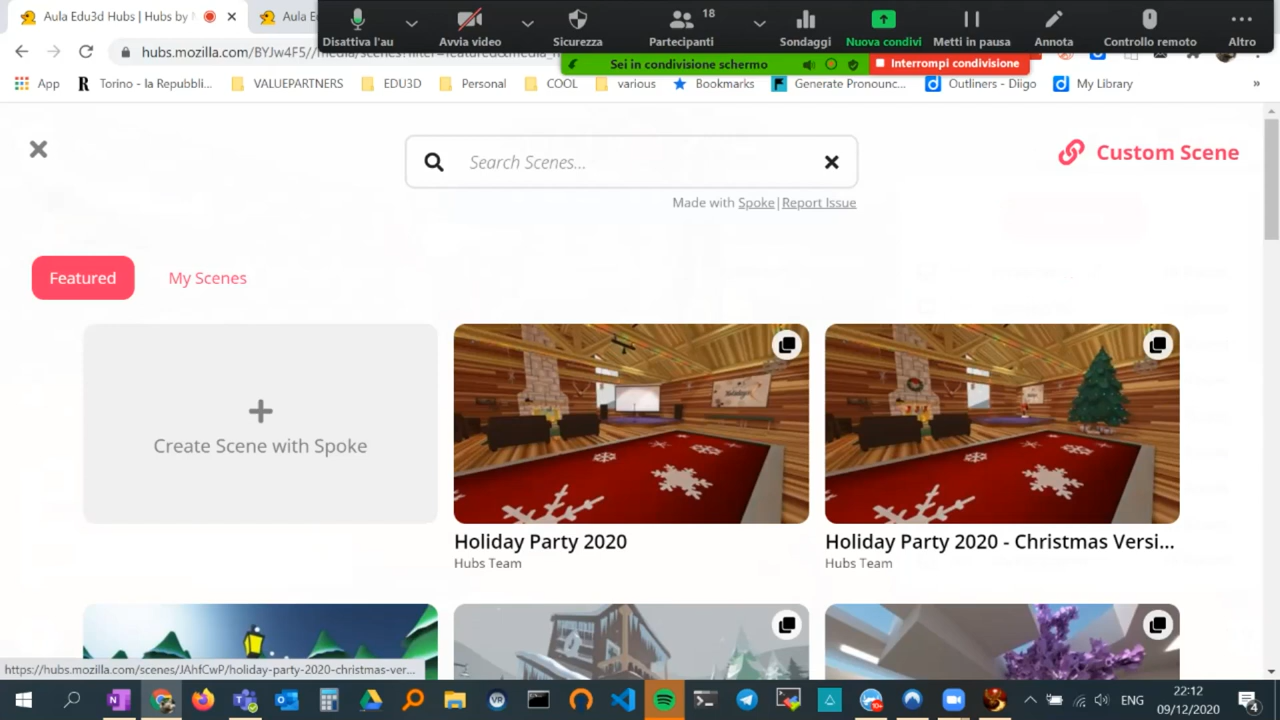 Aula Edu3d Hubs | Hubs by
Aula E
18
Disattiva l'au
Avvia video
Sicurezza
Partecipanti
Sondaggi
Nuova condivi
Metti in pausa
Annota
Controllo remoto
Altro
Sei in condivisione schermo
Interrompi condivisione
App
Torino - la Repubbli...
VALUEPARTNERS
EDU3D
Personal
COOL
various
Bookmarks
Generate Pronounc...
Outliners - Diigo
My Library
»
Search Scenes...
Custom Scene
Made with Spoke | Report Issue
Featured
My Scenes
Create Scene with Spoke
Holiday Party 2020
Hubs Team
Holiday Party 2020 - Christmas Versi...
Hubs Team
https://hubs.mozilla.com/scenes/JAhfCwP/holiday-party-2020-christmas-ver...
ENG
22:12
09/12/2020
4